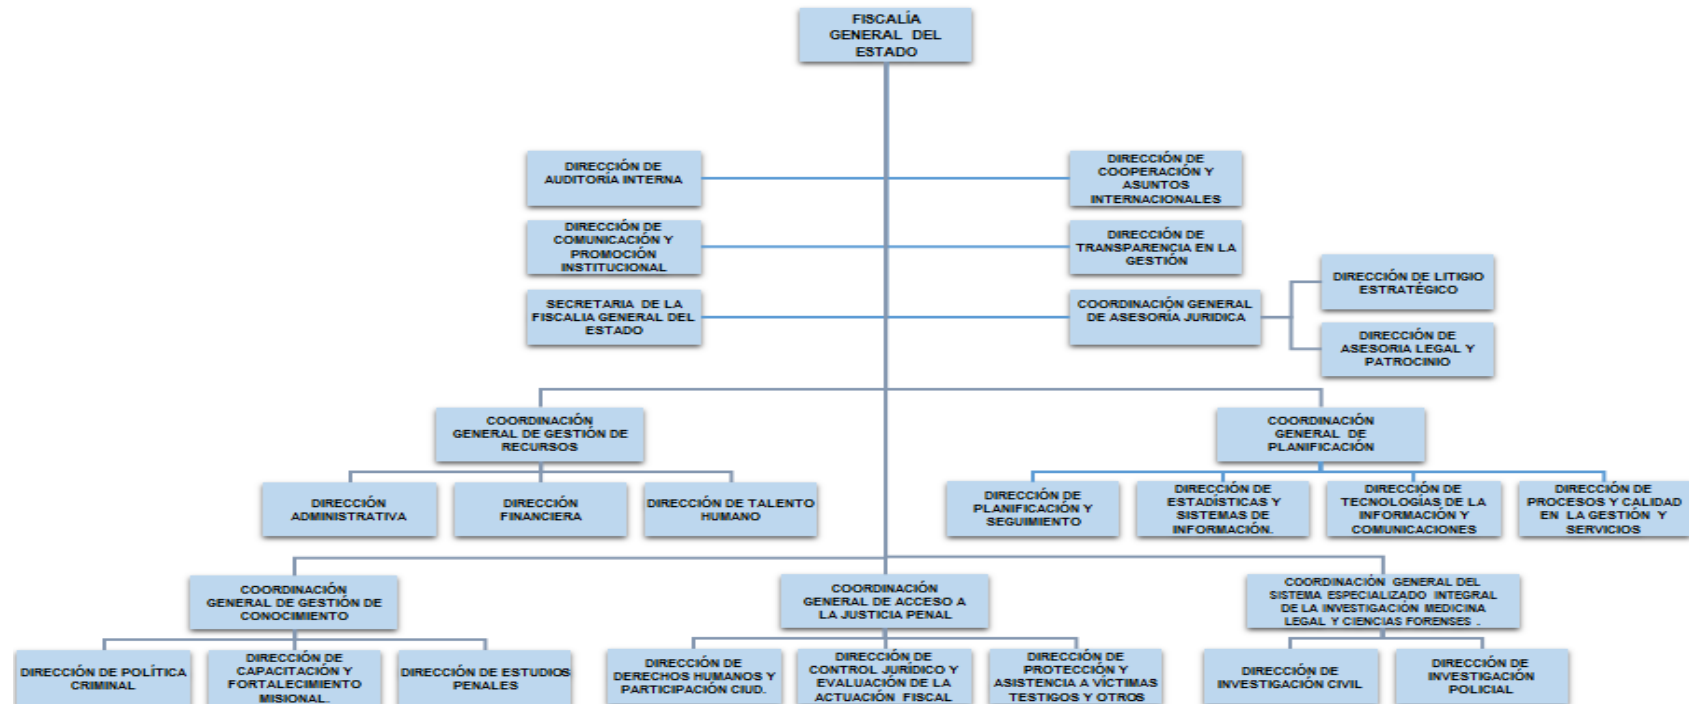 FISCALÍA
GENERAL DEL
ESTADO
DIRECCIÓN DE
AUDITORÍA INTERNA
DIRECCIÓN DE
COOPERACIÓN Y
ASUNTOS
INTERNACIONALES
DIRECCIÓN DE
COMUNICACIÓN Y
PROMOCIÓN
INSTITUCIONAL
DIRECCIÓN DE
TRANSPARENCIA EN LA
GESTIÓN
SECRETARIA DE LA
FISCALIA GENERAL DEL
ESTADO
COORDINACIÓN GENERAL
DE ASESORÍA JURIDICA
DIRECCIÓN DE LITIGIO
ESTRATÉGICO
DIRECCIÓN DE
ASESORIA LEGAL Y
PATROCINIO
COORDINACIÓN
GENERAL DE GESTIÓN DE
RECURSOS
COORDINACIÓN
GENERAL DE
PLANIFICACIÓN
DIRECCIÓN
ADMINISTRATIVA
DIRECCIÓN
FINANCIERA
DIRECCIÓN DE TALENTO
HUMANO
DIRECCIÓN DE
PLANIFICACIÓN Y
SEGUIMIENTO
DIRECCIÓN DE
ESTADÍSTICAS Y
SISTEMAS DE
INFORMACIÓN.
DIRECCIÓN DE
TECNOLOGÍAS DE LA
INFORMACIÓN Y
COMUNICACIONES
DIRECCIÓN DE
PROCESOS Y CALIDAD
EN LA GESTIÓN Y
SERVICIOS
COORDINACIÓN
GENERAL DE GESTIÓN DE
CONOCIMIENTO
COORDINACIÓN
GENERAL DE ACCESO A
LA JUSTICIA PENAL
COORDINACIÓN GENERAL DEL
SISTEMA ESPECIALIZADO INTEGRAL
DE LA INVESTIGACIÓN MEDICINA
LEGAL Y CIENCIAS FORENSES .
DIRECCIÓN DE POLÍTICA
CRIMINAL
DIRECCIÓN DE
CAPACITACIÓN Y
FORTALECIMIENTO
MISIONAL.
DIRECCIÓN DE ESTUDIOS
PENALES
DIRECCIÓN DE
DERECHOS HUMANOS Y
PARTICIPACIÓN CIUD.
DIRECCIÓN DE
CONTROL JURÍDICO Y
EVALUACIÓN DE LA
ACTUACIÓN FISCAL
DIRECCIÓN DE
PROTECCIÓN Y
ASISTENCIA A VÍCTIMAS
TESTIGOS Y OTROS
DIRECCIÓN DE
INVESTIGACIÓN CIVIL
DIRECCIÓN DE
INVESTIGACIÓN
POLICIAL